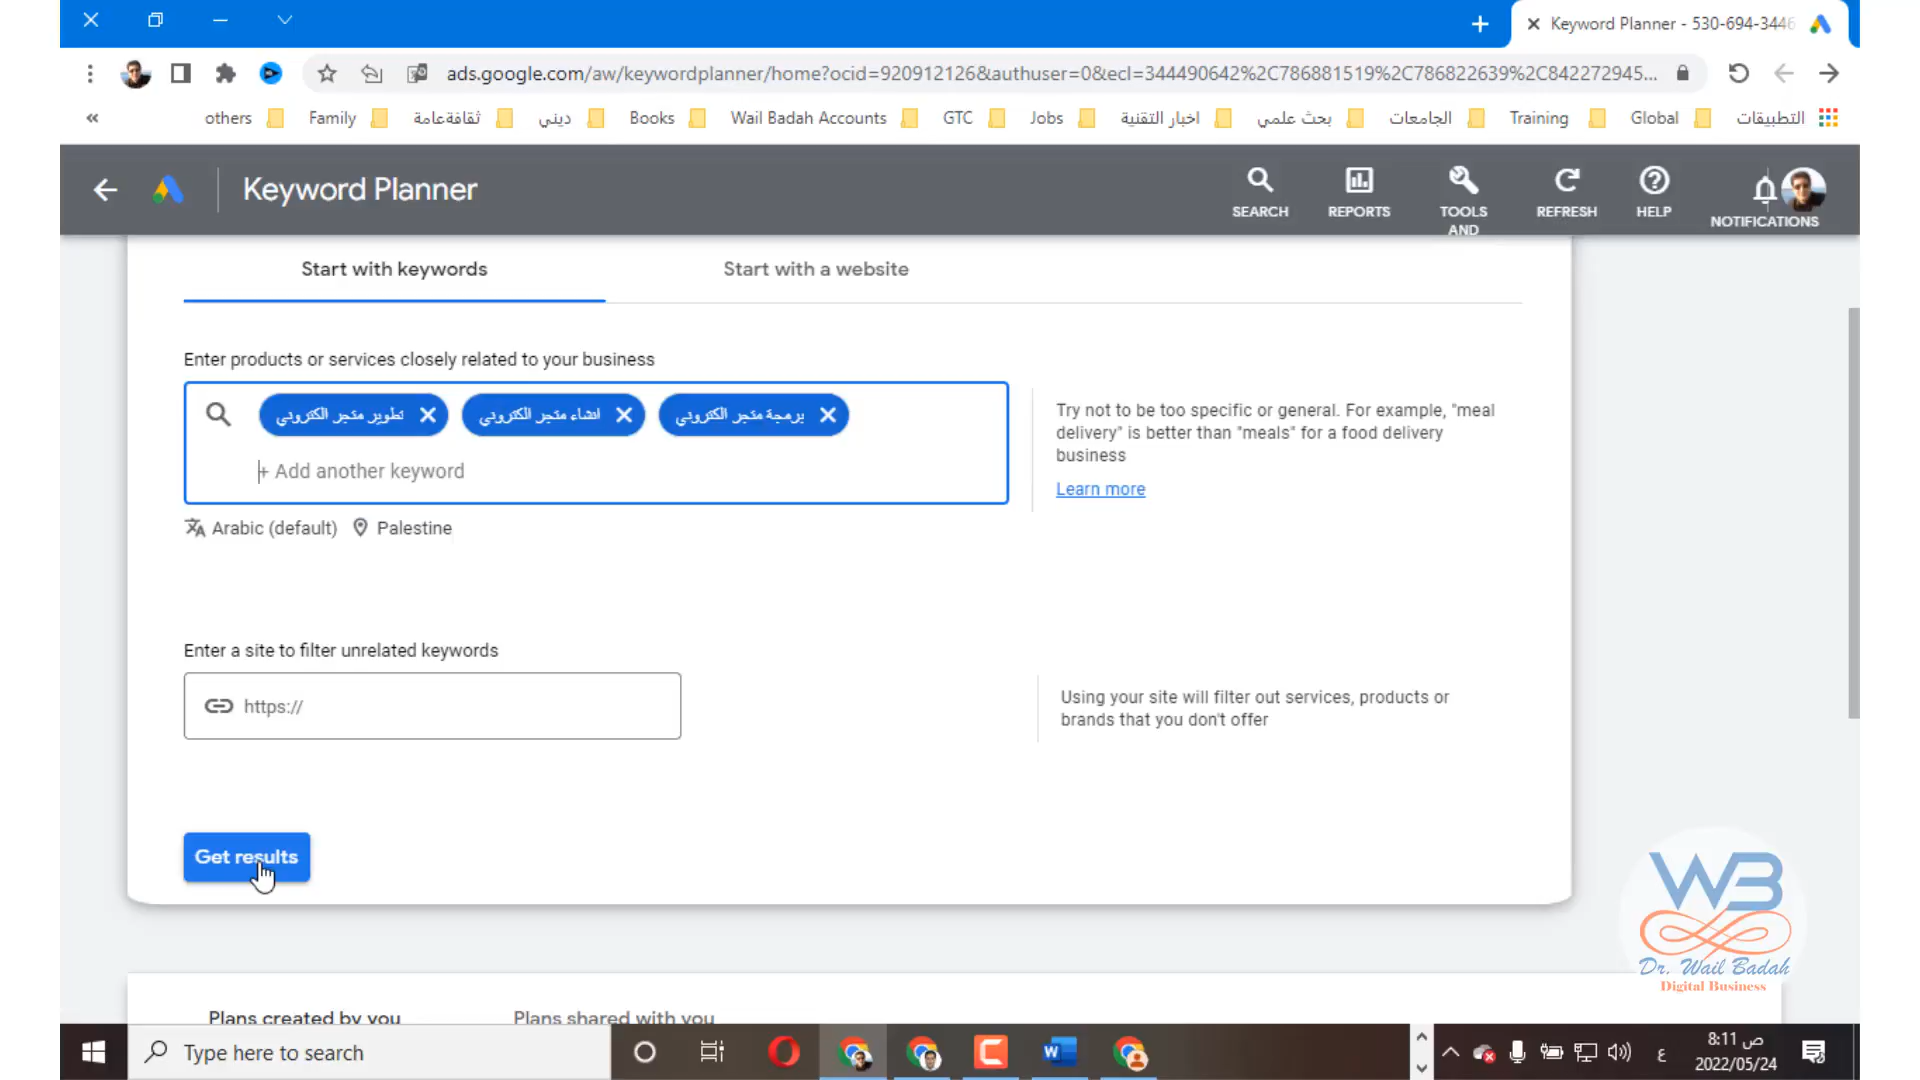 Keyword Planner - 530-694-3446
ads.google.com/aw/keywordplanner/home?ocid=920912126&authuser=0&ecl=344490642%2C786881519%2C786822639%2C842272945...
others
Family
ثقافةعامة
ديني
Books
Wail Badah Accounts
GTC
Jobs
اخبار التقنية
بحث علمي
الجامعات
Training
Global
التطبيقات
Keyword Planner
SEARCH
REPORTS
TOOLS AND
REFRESH
HELP
NOTIFICATIONS
Start with keywords
Start with a website
Enter products or services closely related to your business
تطوير متجر الكتروني
انشاء متجر الكتروني
برمجة متجر الكتروني
+ Add another keyword
Try not to be too specific or general. For example, "meal
delivery" is better than "meals" for a food delivery
business
Learn more
Arabic (default)
Palestine
Enter a site to filter unrelated keywords
https://
Using your site will filter out services, products or
brands that you don't offer
Get results
WB
Dr. Wail Badah
Digital Business
Plans created by you
Plans shared with you
Type here to search
W
ع
8:11 ص
2022/05/24